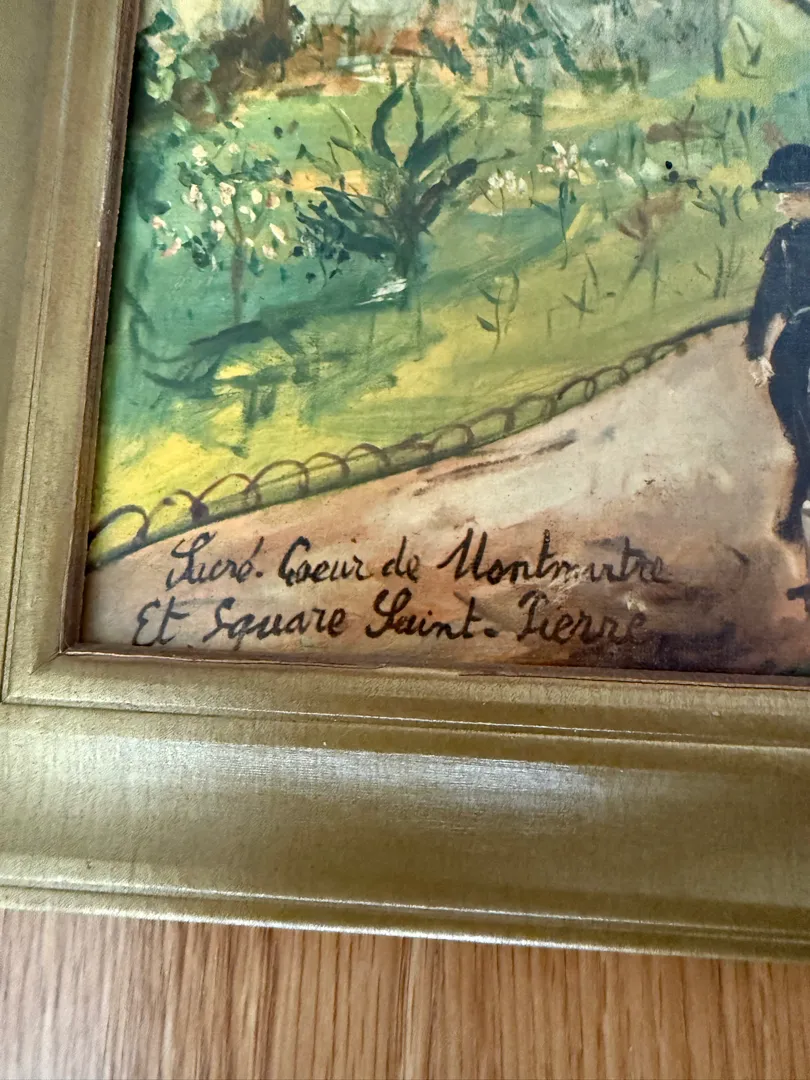 Sacré-Coeur de Montmartre
Et Square Saint-Pierre